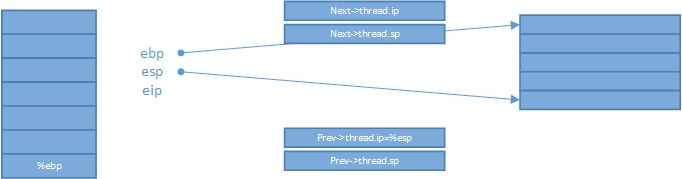 Next->thread.ip
Next->thread.sp
ebp
esp
eip
Prev->thread.ip=%esp
Prev->thread.sp
%ebp